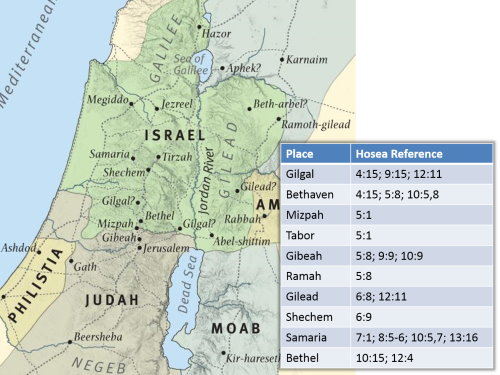 Mediterranean
GALILEE
Hazor
Sea of
Galilee
Aphek?
Karnaim
Megiddo
Jezreel
Beth-arbel?
Ramoth-gilead
ISRAEL
Samaria
Tirzah
Shechem
Jordan River
GILEAD
Gilead?
Gilgal?
Bethel
Mizpah
Gilgal?
Rabbah
AM
Gibeah
Jerusalem
Abel-shittim
Ashdod
Gath
PHILISTIA
JUDAH
Dead Sea
MOAB
Beersheba
NEGEB
Kir-hareset
Place Hosea Reference
Gilgal 4:15; 9:15; 12:11
Bethaven 4:15; 5:8; 10:5,8
Mizpah 5:1
Tabor 5:1
Gibeah 5:8; 9:9; 10:9
Ramah 5:8
Gilead 6:8; 12:11
Shechem 6:9
Samaria 7:1; 8:5-6; 10:5,7; 13:16
Bethel 10:15; 12:4